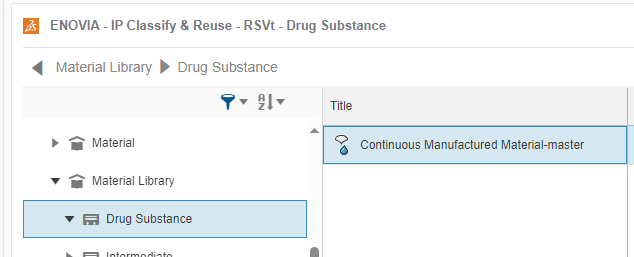 ENOVIA - IP Classify & Reuse - RSVt - Drug Substance
Material Library Drug Substance
Title
Material
Continuous Manufactured Material-master
Material Library
Drug Substance
Intermediate